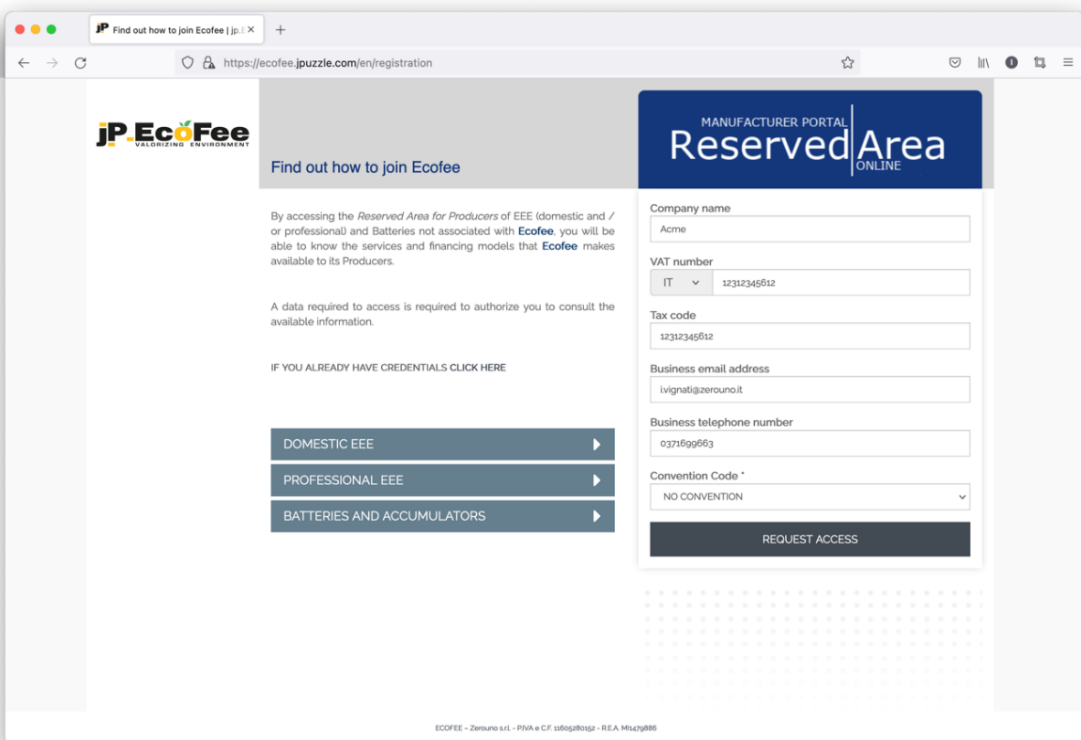 jP Find out how to join Ecofee | jp.E
https://ecofee.jpuzzle.com/en/registration
jP.EcoFee
VALORIZING ENVIRONMENT
Find out how to join Ecofee
MANUFACTURER PORTAL
Reserved Area
ONLINE
By accessing the Reserved Area for Producers of EEE (domestic and /
or professional) and Batteries not associated with Ecofee, you will be
able to know the services and financing models that Ecofee makes
available to its Producers.
A data required to access is required to authorize you to consult the
available information.
IF YOU ALREADY HAVE CREDENTIALS CLICK HERE
DOMESTIC EEE
PROFESSIONAL EEE
BATTERIES AND ACCUMULATORS
Company name
Acme
VAT number
IT 12312345612
Tax code
12312345612
Business email address
i.vignati@zerouno.it
Business telephone number
0371699663
Convention Code *
NO CONVENTION
REQUEST ACCESS
ECOFEE – Zerouno s.r.l. – P.IVA e C.F. 11605280152 - R.E.A. MI1479886